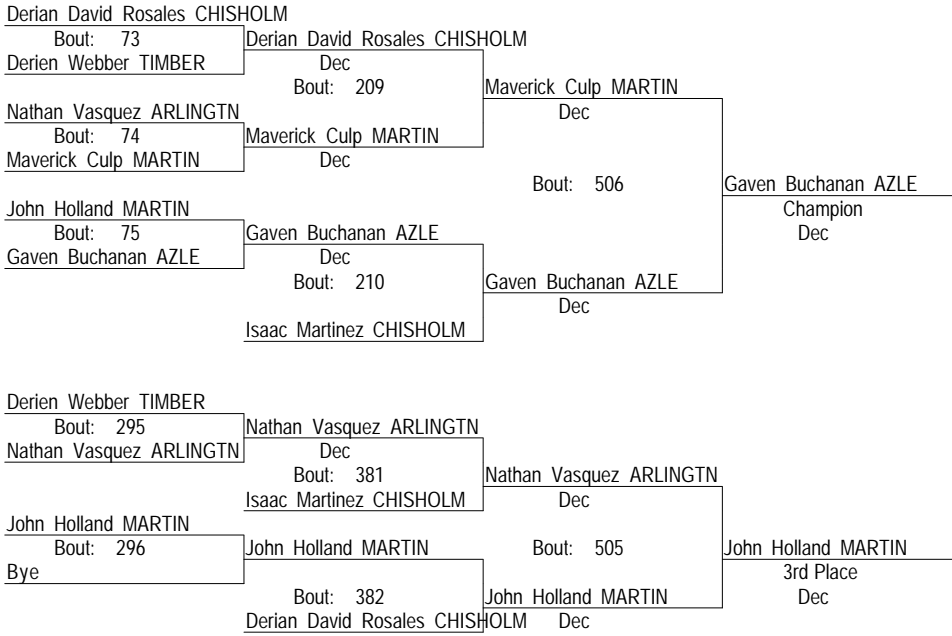 Derian David Rosales CHISHOLM
Bout: 73
Derian David Rosales CHISHOLM
Derien Webber TIMBER
Dec
Bout: 209
Maverick Culp MARTIN
Nathan Vasquez ARLINGTN
Dec
Bout: 74
Maverick Culp MARTIN
Maverick Culp MARTIN
Dec
Bout: 506
Gaven Buchanan AZLE
John Holland MARTIN
Champion
Bout: 75
Gaven Buchanan AZLE
Dec
Gaven Buchanan AZLE
Dec
Bout: 210
Gaven Buchanan AZLE
Dec
Isaac Martinez CHISHOLM
Derien Webber TIMBER
Bout: 295
Nathan Vasquez ARLINGTN
Nathan Vasquez ARLINGTN
Dec
Bout: 381
Nathan Vasquez ARLINGTN
Isaac Martinez CHISHOLM
Dec
John Holland MARTIN
Bout: 296
John Holland MARTIN
Bout: 505
John Holland MARTIN
Bye
3rd Place
Bout: 382
John Holland MARTIN
Dec
Derian David Rosales CHISHOLM
Dec